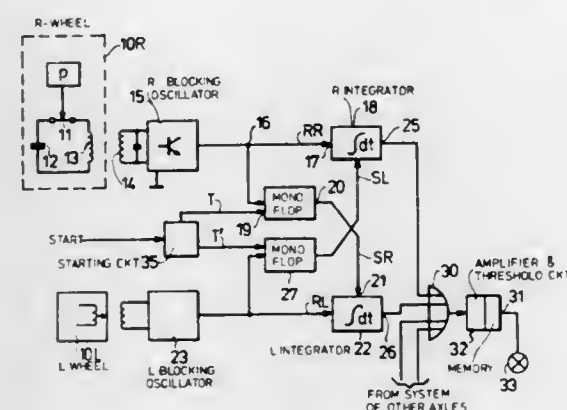 R-WHEEL
10R
P
11
12
13
14
R BLOCKING
OSCILLATOR
15
16
RR
17
R INTEGRATOR
18
∫dt
25
SL
T
19
MONO
FLOP
20
START
STARTING CKT
35
T'
MONO
FLOP
27
SR
21
30
AMPLIFIER &
THRESHOLD CKT
31
10L
L WHEEL
23
L BLOCKING
OSCILLATOR
RL
∫dt
L INTEGRATOR
22
26
32
MEMORY
33
FROM SYSTEM
OF OTHER AXLES